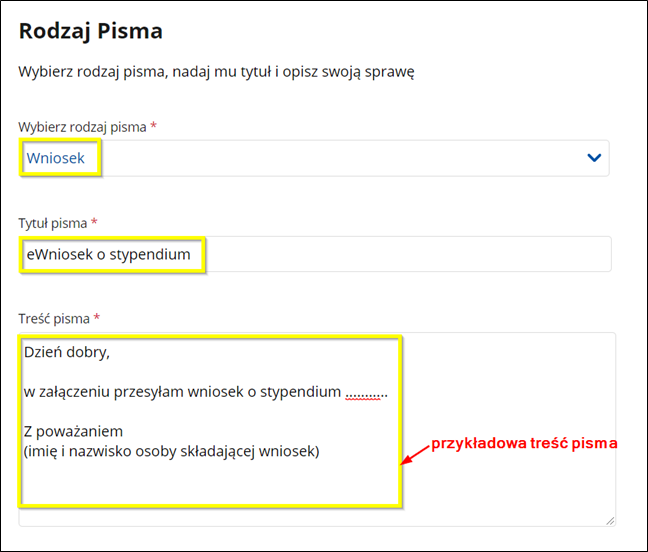 Rodzaj Pisma
Wybierz rodzaj pisma, nadaj mu tytuł i opisz swoją sprawę
Wybierz rodzaj pisma *
Wniosek
Tytuł pisma *
eWniosek o stypendium
Treść pisma *
Dzień dobry,
w załączeniu przesyłam wniosek o stypendium ...........
Z poważaniem
(imię i nazwisko osoby składającej wniosek)
przykładowa treść pisma